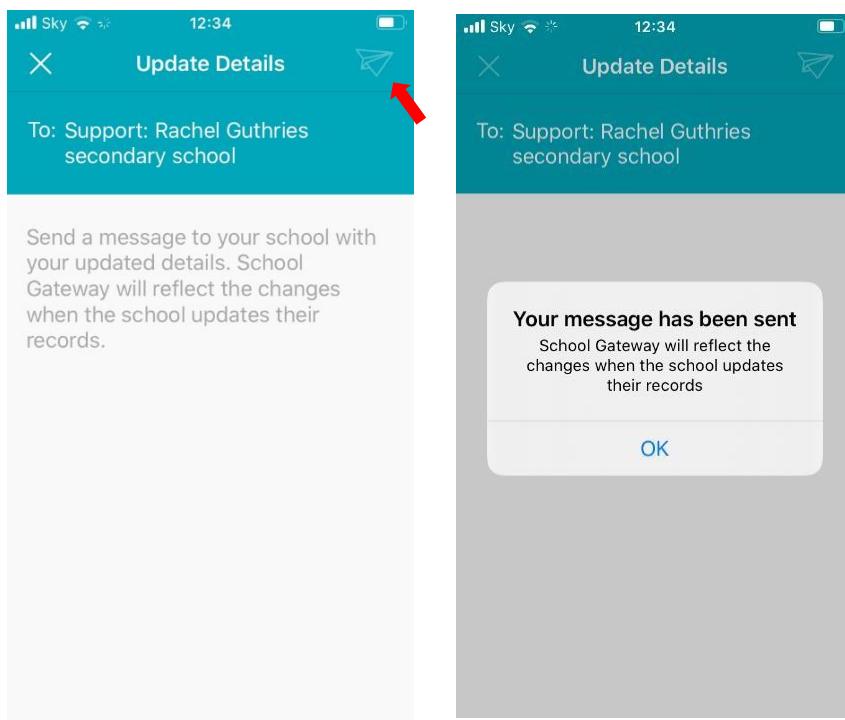 Sky 12:34
Update Details
To: Support: Rachel Guthries
secondary school
Send a message to your school with
your updated details. School
Gateway will reflect the changes
when the school updates their
records.
Sky 12:34
Update Details
To: Support: Rachel Guthries
secondary school
Your message has been sent
School Gateway will reflect the
changes when the school updates
their records
OK